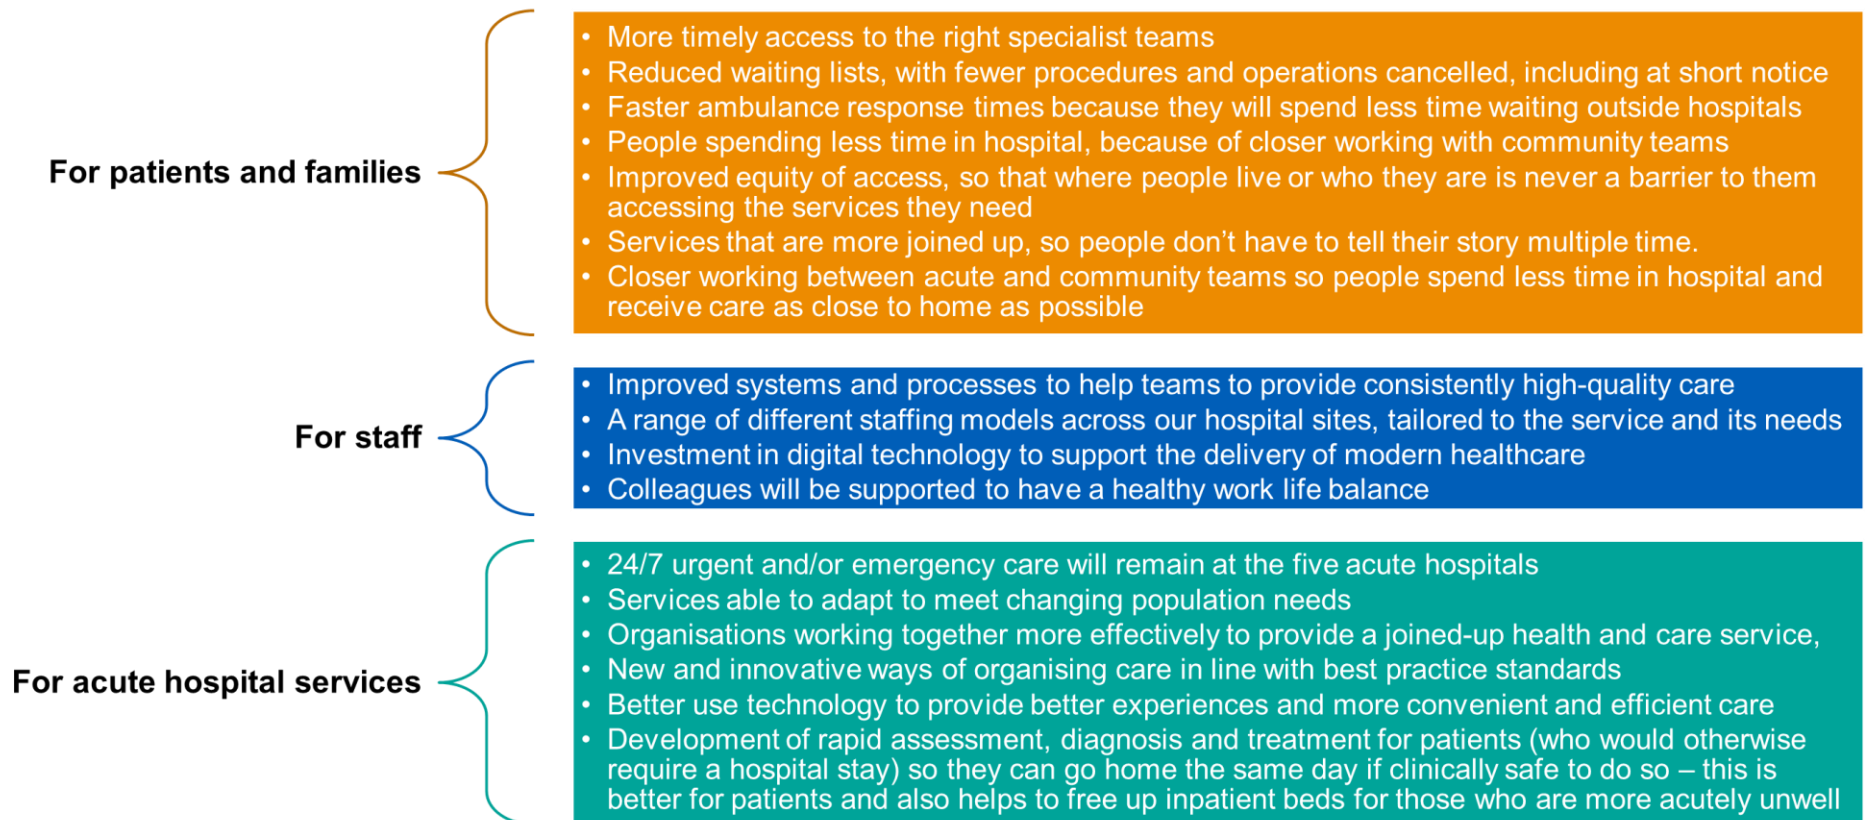 For patients and families
• More timely access to the right specialist teams
• Reduced waiting lists, with fewer procedures and operations cancelled, including at short notice
• Faster ambulance response times because they will spend less time waiting outside hospitals
• People spending less time in hospital, because of closer working with community teams
• Improved equity of access, so that where people live or who they are is never a barrier to them
accessing the services they need
• Services that are more joined up, so people don’t have to tell their story multiple time.
• Closer working between acute and community teams so people spend less time in hospital and
receive care as close to home as possible
For staff
• Improved systems and processes to help teams to provide consistently high-quality care
• A range of different staffing models across our hospital sites, tailored to the service and its needs
• Investment in digital technology to support the delivery of modern healthcare
• Colleagues will be supported to have a healthy work life balance
For acute hospital services
• 24/7 urgent and/or emergency care will remain at the five acute hospitals
• Services able to adapt to meet changing population needs
• Organisations working together more effectively to provide a joined-up health and care service,
• New and innovative ways of organising care in line with best practice standards
• Better use technology to provide better experiences and more convenient and efficient care
• Development of rapid assessment, diagnosis and treatment for patients (who would otherwise
require a hospital stay) so they can go home the same day if clinically safe to do so – this is
better for patients and also helps to free up inpatient beds for those who are more acutely unwell